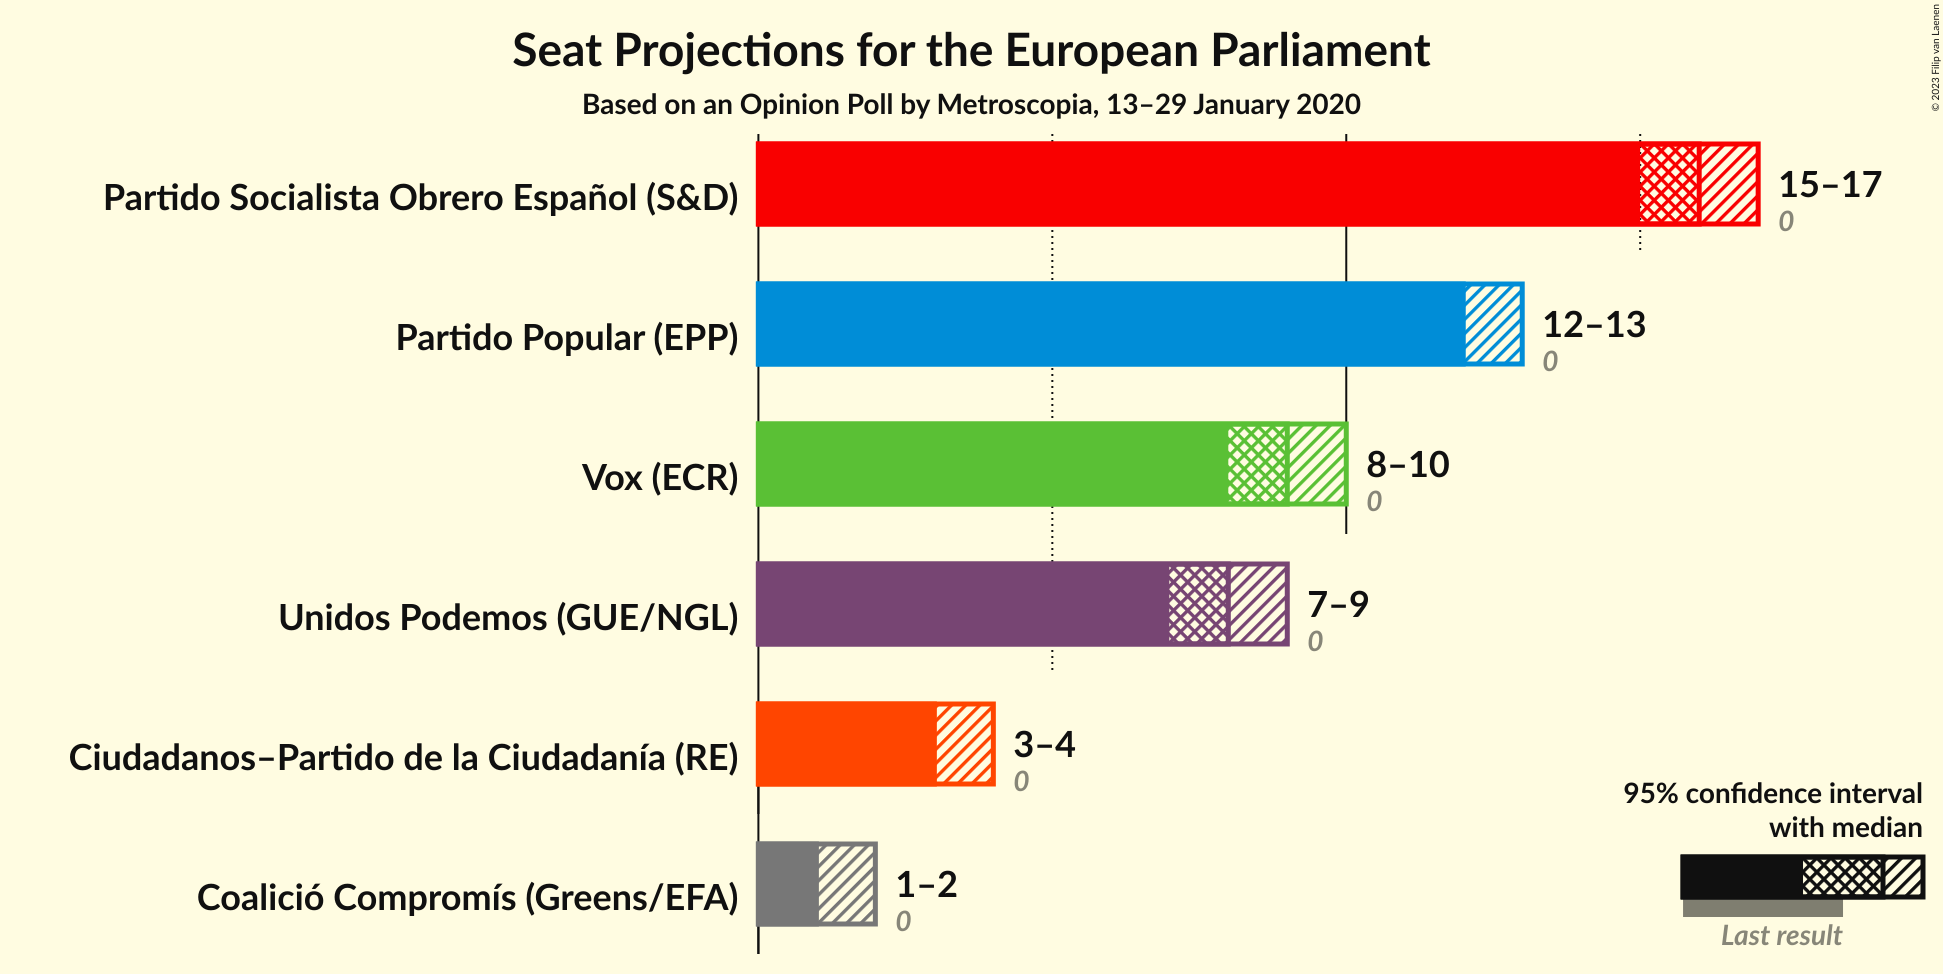 Seat Projections for the European Parliament
Based on an Opinion Poll by Metroscopia, 13–29 January 2020
© 2023 Filip van Laenen
Partido Socialista Obrero Español (S&D)
15–17
0
Partido Popular (EPP)
12–13
0
Vox (ECR)
8–10
0
Unidos Podemos (GUE/NGL)
7–9
0
Ciudadanos–Partido de la Ciudadanía (RE)
3–4
0
Coalició Compromís (Greens/EFA)
1–2
0
95% confidence interval
with median
Last result